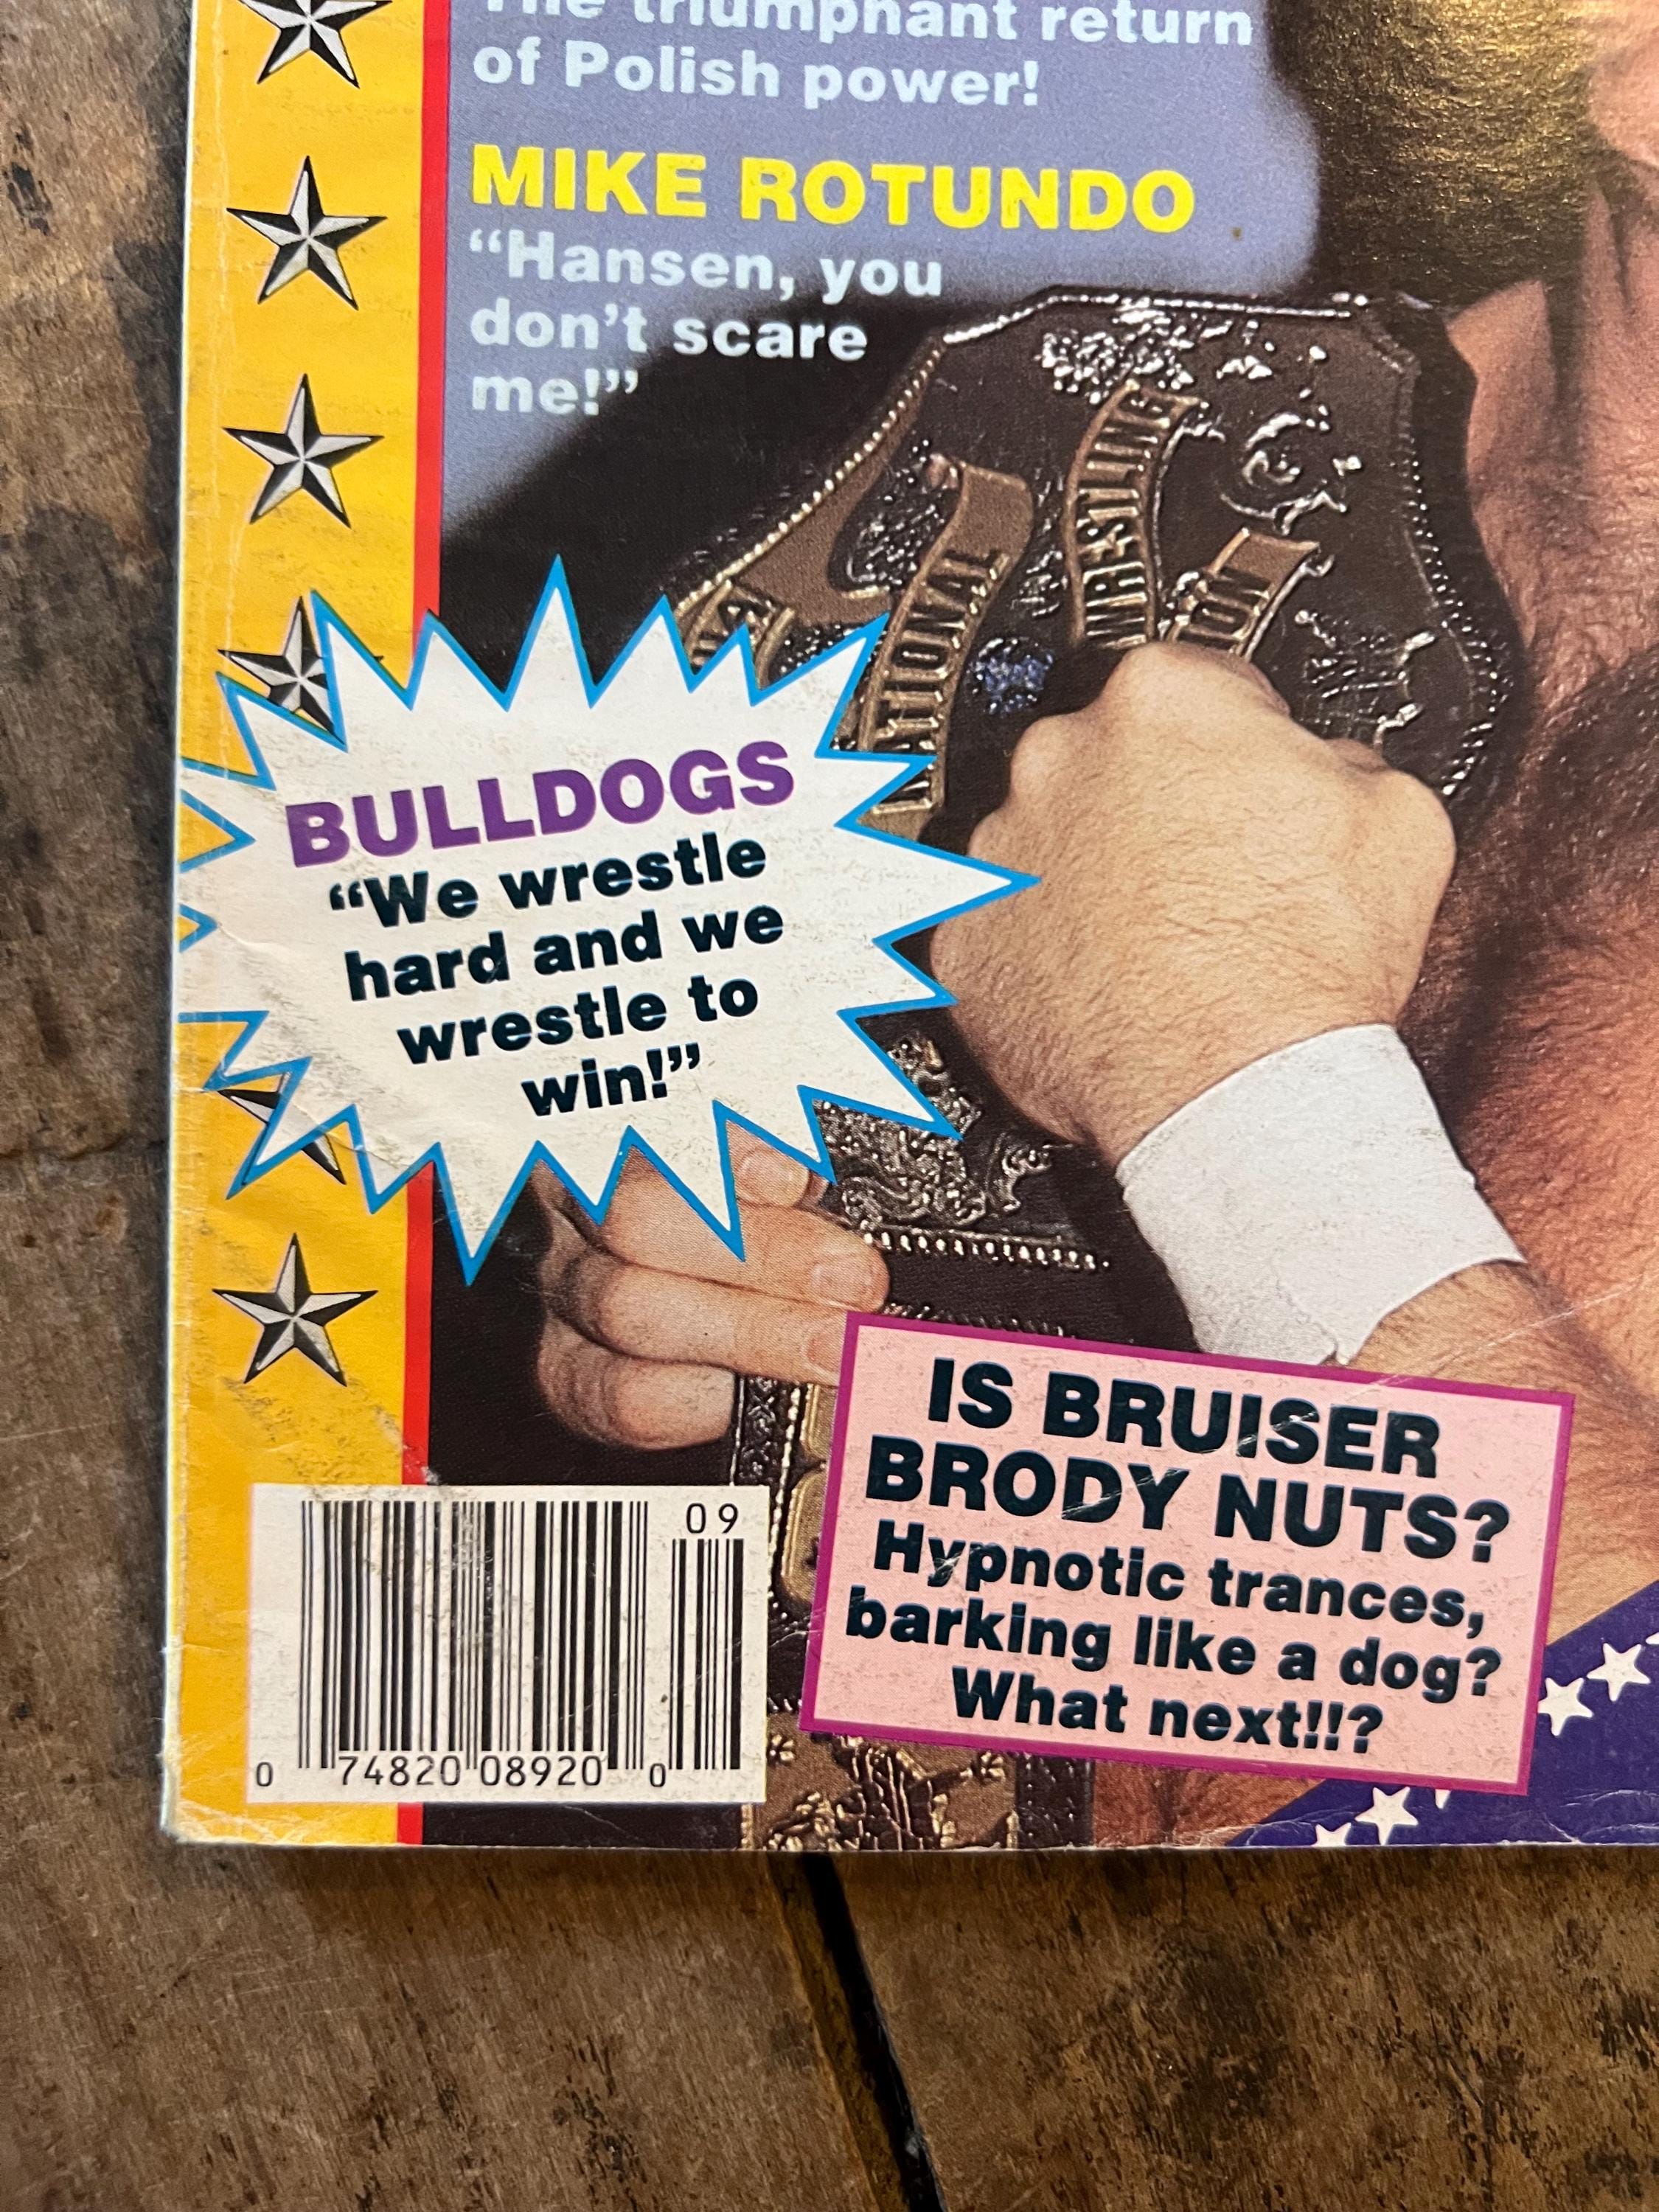 The triumphant return
of Polish power!
MIKE ROTUNDO
“Hansen, you
don’t scare
me!”
WRESTLING
NATIONAL
BULLDOGS
“We wrestle
hard and we
wrestle to
win!”
IS BRUISER
BRODY NUTS?
Hypnotic trances,
barking like a dog?
What next!!!?
09
0 74820 08920 0